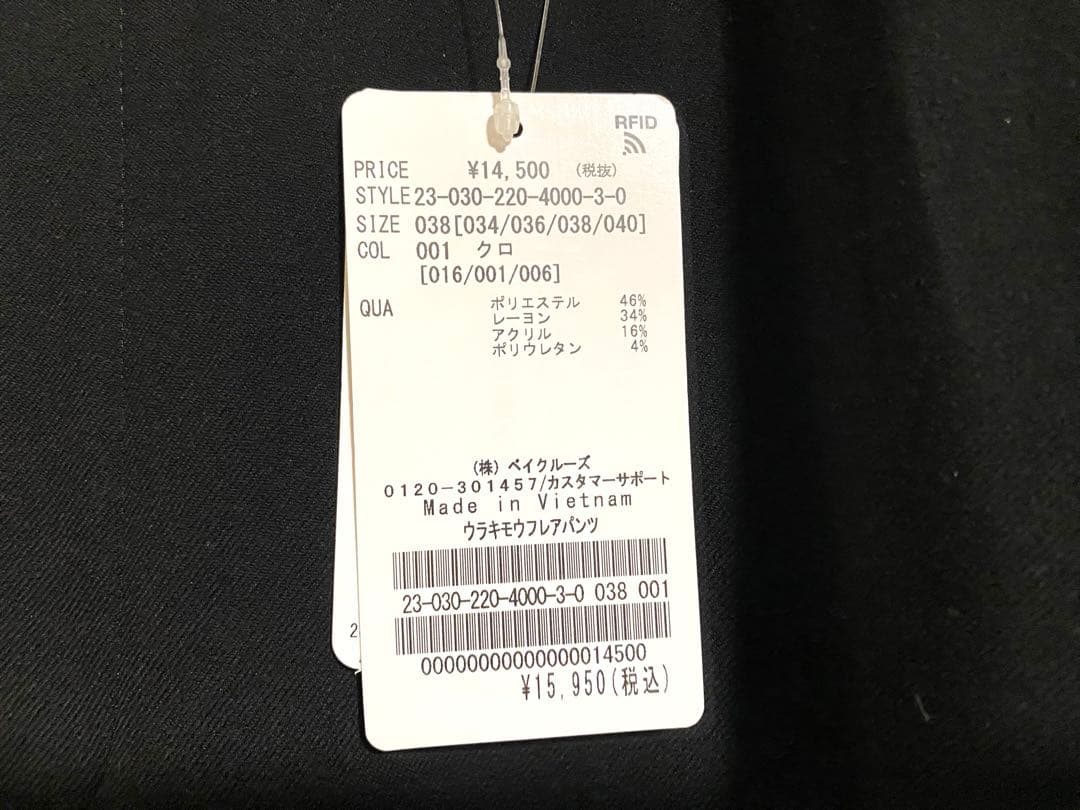 RFID
PRICE ¥14,500 (税抜)
STYLE 23-030-220-4000-3-0
SIZE 038[034/036/038/040]
COL 001 クロ
[016/001/006]
QUA ポリエステル 46%
レーヨン 34%
アクリル 16%
ポリウレタン 4%
(株) ベイクルーズ
0120-301457/カスタマーサポート
Made in Vietnam
ウラキモウフレアパンツ
23-030-220-4000-3-0 038 001
2
00000000000000014500
¥15,950(税込)